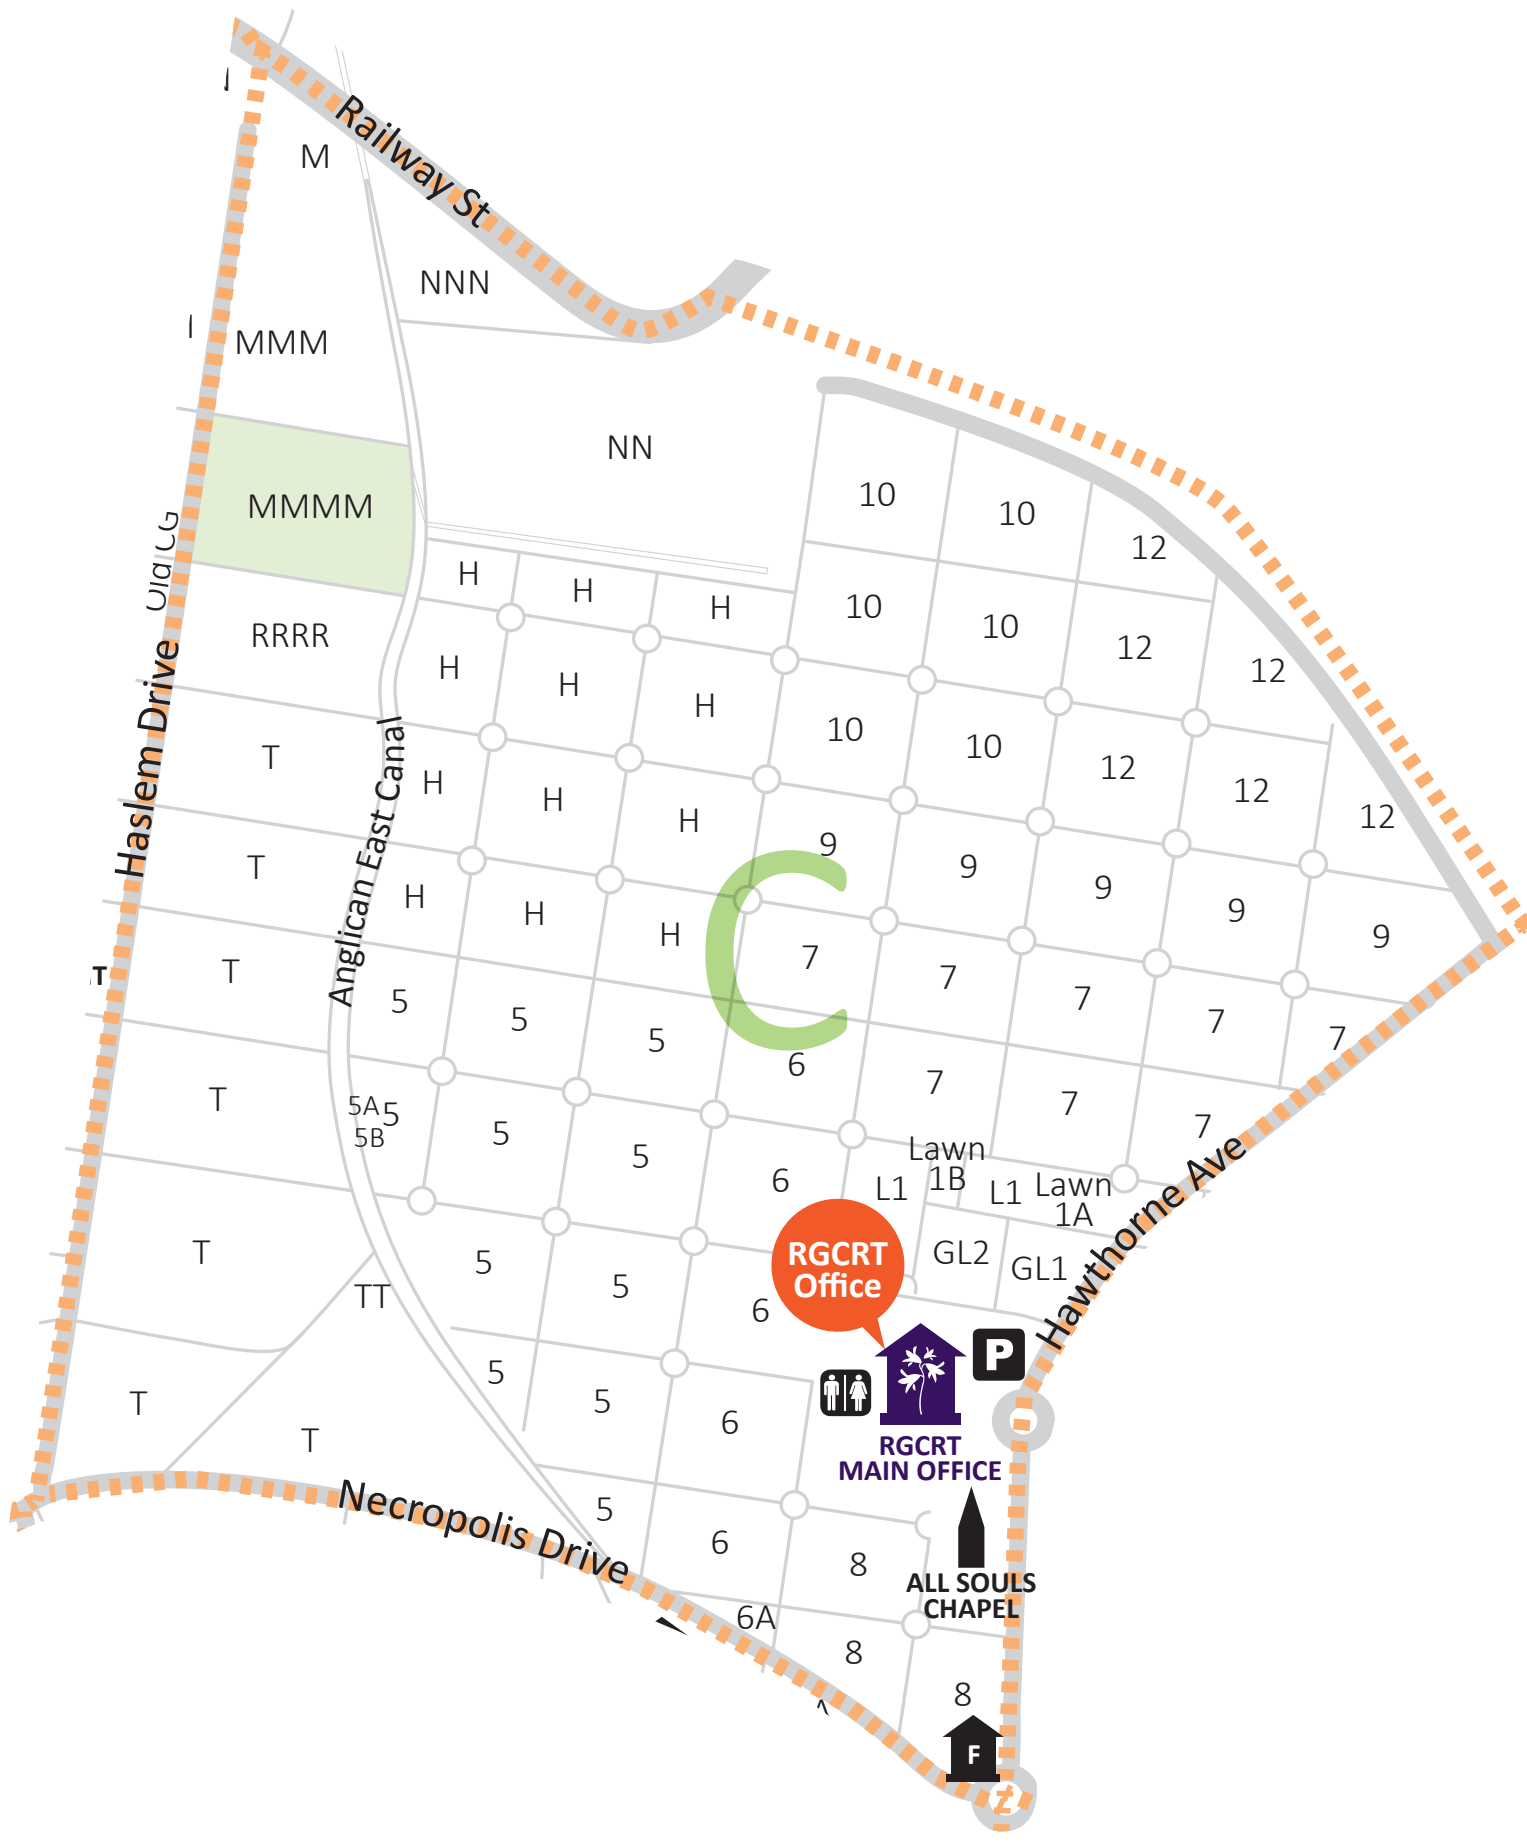 Railway St
M
NNN
MMM
NN
MMMM
10
10
12
H
H
H
10
10
12
12
RRRR
H
H
H
10
10
12
12
12
Haslem Drive
T
Anglican East Canal
H
H
H
9
9
9
9
9
T
H
H
H
C
7
7
7
7
7
T
T
5
5
5
6
7
7
7
T
5A
5
5B
5
5
6
L1
Lawn
1B
L1
Lawn
1A
Hawthorne Ave
T
TT
5
5
6
RGCRT
Office
GL2
GL1
P
T
T
5
5
6
RGCRT
MAIN OFFICE
Necropolis Drive
5
6
8
ALL SOULS
CHAPEL
6A
8
8
F